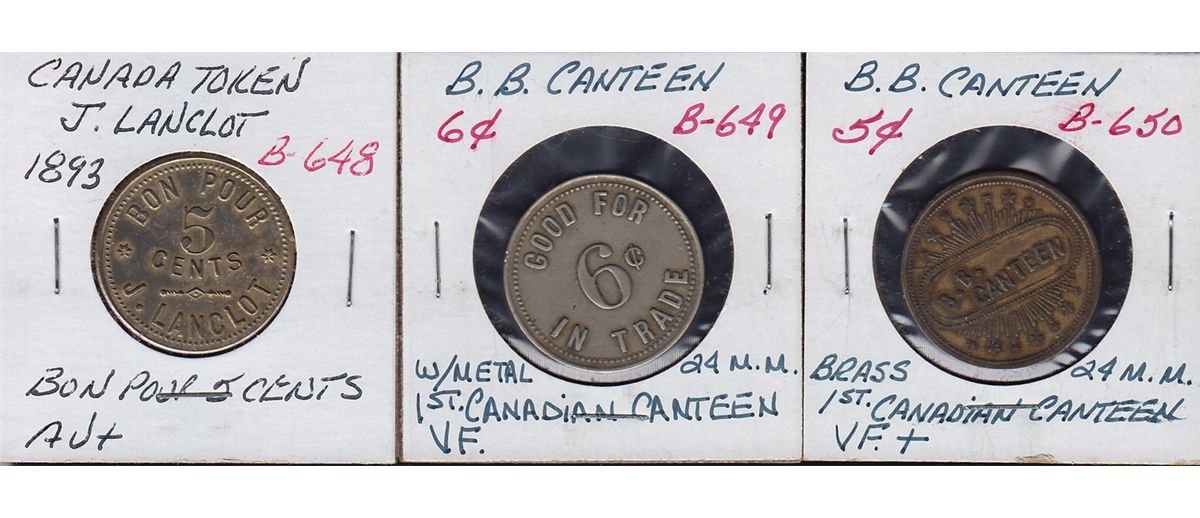 CANADA TOKEN
J. LANCLOT
1893
B-648
BON POUR
5
CENTS
J. LANCLOT
BON POUR 5 CENTS
AU+
B. B. CANTEEN
6¢
B-649
GOOD FOR
6¢
IN TRADE
W/METAL
24 M.M.
1ST. CANADIAN CANTEEN
VF.
B. B. CANTEEN
5¢
B-650
B. B.
CANTEEN
BRASS
24 M.M.
1ST. CANADIAN CANTEEN
VF. +